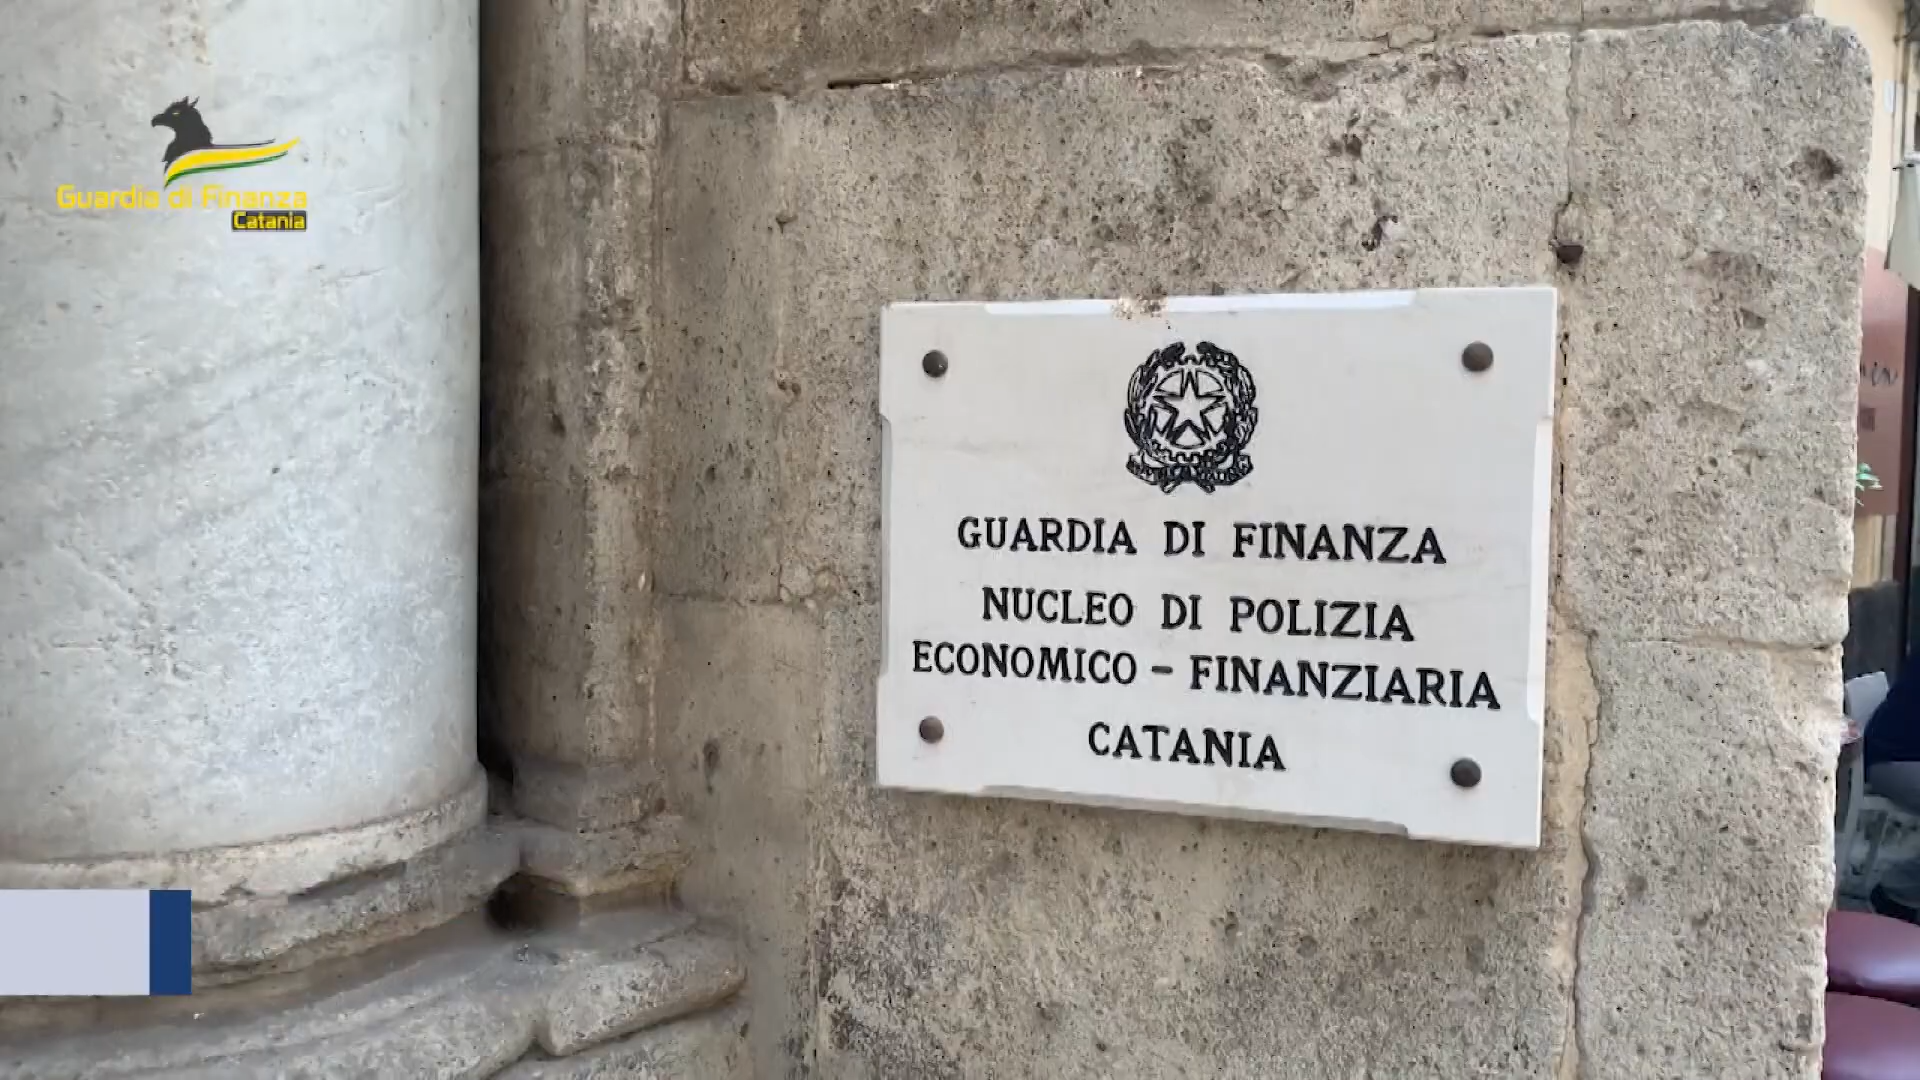 Guardia di Finanza
Catania
GUARDIA DI FINANZA
NUCLEO DI POLIZIA
ECONOMICO - FINANZIARIA
CATANIA